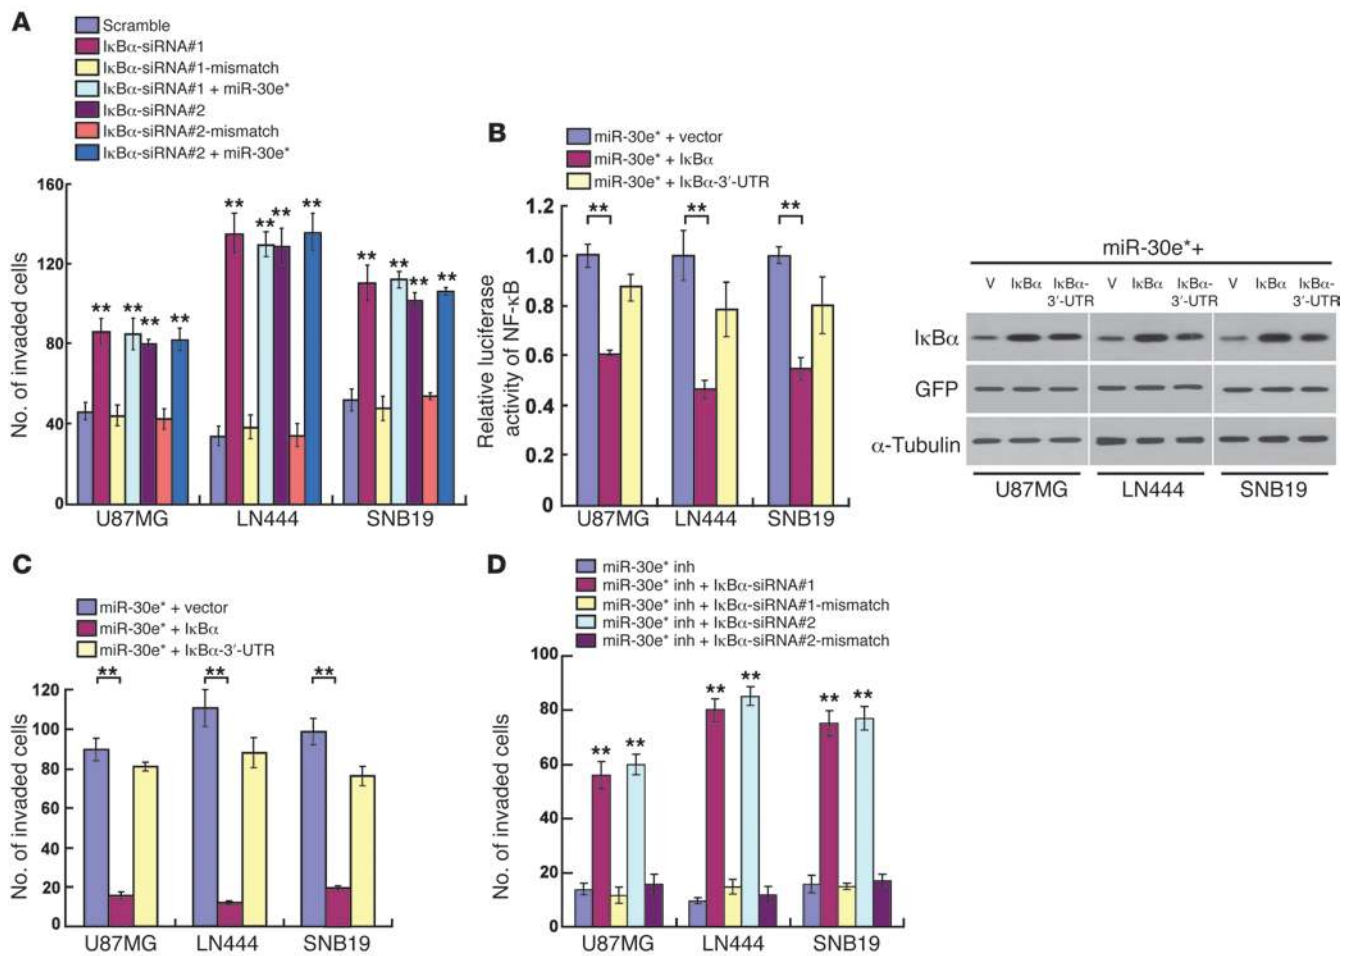 A
Scramble
IκBα-siRNA#1
IκBα-siRNA#1-mismatch
IκBα-siRNA#1 + miR-30e*
IκBα-siRNA#2
IκBα-siRNA#2-mismatch
IκBα-siRNA#2 + miR-30e*
No. of invaded cells
160
120
80
40
0
** ** ** **
** ** ** **
** ** ** **
U87MG LN444 SNB19
B
miR-30e* + vector
miR-30e* + IκBα
miR-30e* + IκBα-3′-UTR
Relative luciferase
activity of NF-κB
1.2
1.0
0.8
0.6
0.4
0.2
0
** ** **
U87MG LN444 SNB19
miR-30e*+
V IκBα IκBα-3′-UTR V IκBα IκBα-3′-UTR V IκBα IκBα-3′-UTR
IκBα
GFP
α-Tubulin
U87MG LN444 SNB19
C
miR-30e* + vector
miR-30e* + IκBα
miR-30e* + IκBα-3′-UTR
No. of invaded cells
120
100
80
60
40
20
0
** ** **
U87MG LN444 SNB19
D
miR-30e* inh
miR-30e* inh + IκBα-siRNA#1
miR-30e* inh + IκBα-siRNA#1-mismatch
miR-30e* inh + IκBα-siRNA#2
miR-30e* inh + IκBα-siRNA#2-mismatch
No. of invaded cells
100
80
60
40
20
0
** **
** **
** **
U87MG LN444 SNB19